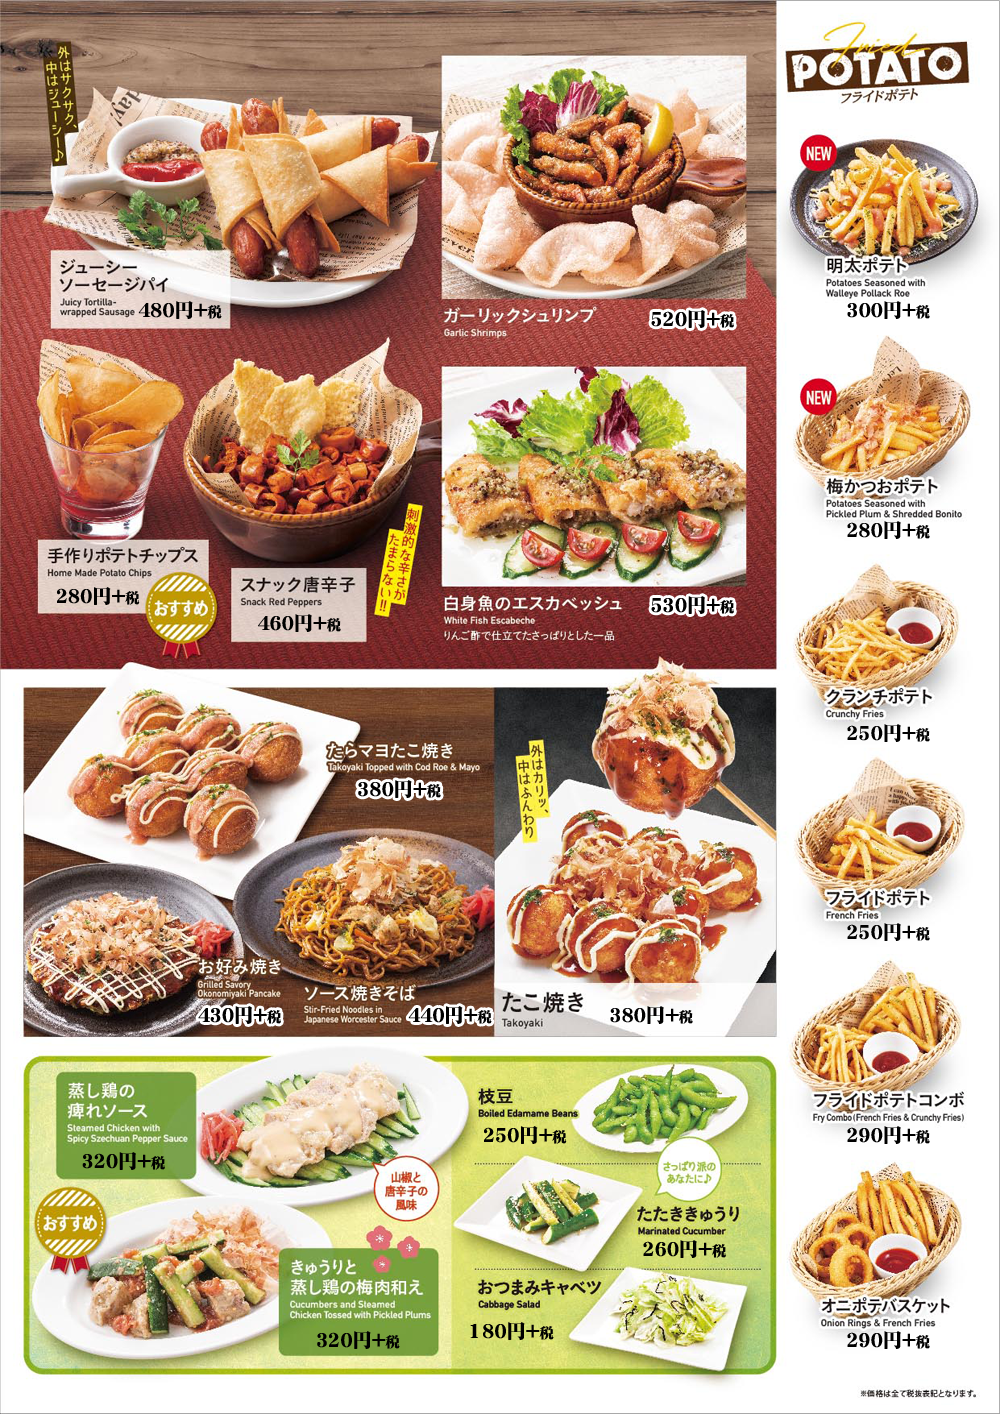 外はサクサク、
中はジューシー♪
ジューシー
ソーセージパイ
Juicy Tortilla-
wrapped Sausage 480円+税
ガーリックシュリンプ
Garlic Shrimps
520円+税
手作りポテトチップス
Home Made Potato Chips
280円+税
おすすめ
スナック唐辛子
Snack Red Peppers
460円+税
刺激的な辛さが
たまらない!!
白身魚のエスカベッシュ
White Fish Escabeche
りんご酢で仕立てたさっぱりとした一品
530円+税
たらマヨたこ焼き
Takoyaki Topped with Cod Roe & Mayo
380円+税
お好み焼き
Grilled Savory
Okonomiyaki Pancake
430円+税
ソース焼きそば
Stir-Fried Noodles in
Japanese Worcester Sauce 440円+税
外はカリッ、
中はふんわり
たこ焼き
Takoyaki
380円+税
蒸し鶏の
痺れソース
Steamed Chicken with
Spicy Szechuan Pepper Sauce
320円+税
山椒と
唐辛子の
風味
おすすめ
きゅうりと
蒸し鶏の梅肉和え
Cucumbers and Steamed
Chicken Tossed with Pickled Plums
320円+税
枝豆
Boiled Edamame Beans
250円+税
さっぱり派の
あなたに♪
たたききゅうり
Marinated Cucumber
260円+税
おつまみキャベツ
Cabbage Salad
180円+税
Fried
POTATO
フライドポテト
NEW
明太ポテト
Potatoes Seasoned with
Walleye Pollack Roe
300円+税
NEW
梅かつおポテト
Potatoes Seasoned with
Pickled Plum & Shredded Bonito
280円+税
クランチポテト
Crunchy Fries
250円+税
フライドポテト
French Fries
250円+税
フライドポテトコンボ
Fry Combo (French Fries & Crunchy Fries)
290円+税
オニポテバスケット
Onion Rings & French Fries
290円+税
※価格は全て税抜表記となります。